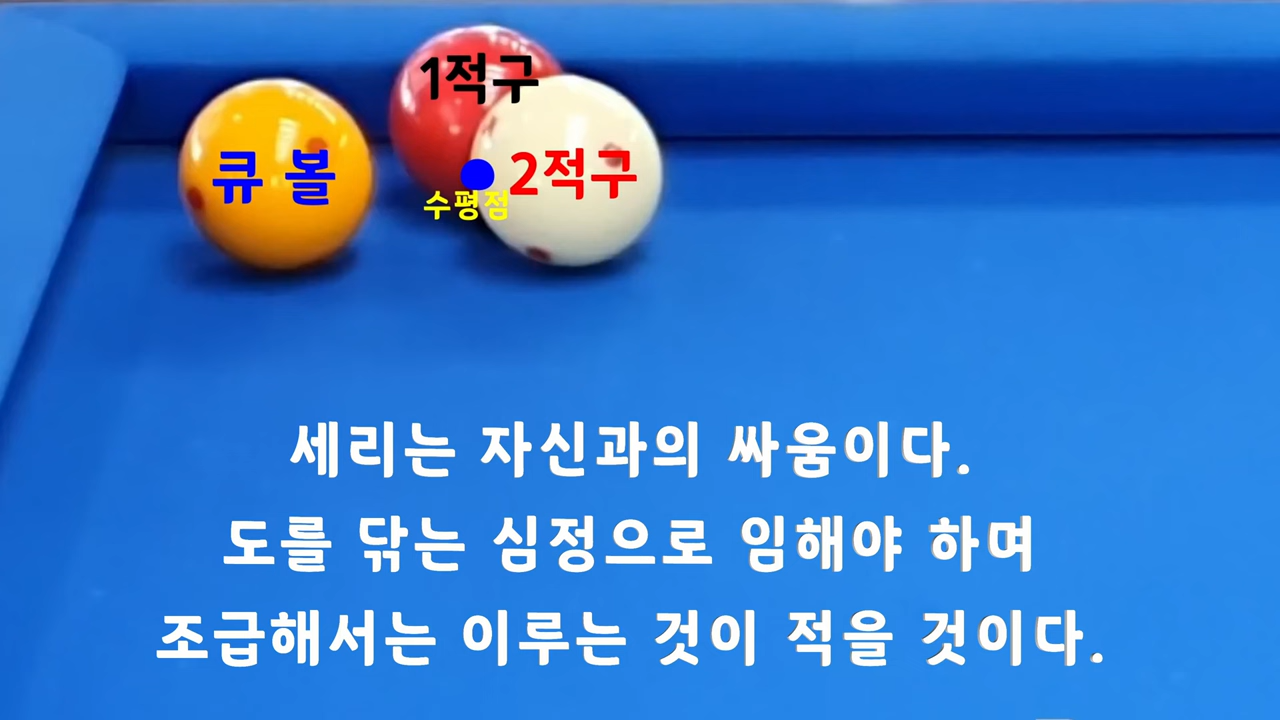 1적구
큐 볼
2적구
수평점
세리는 자신과의 싸움이다.
도를 닦는 심정으로 임해야 하며
조급해서는 이루는 것이 적을 것이다.